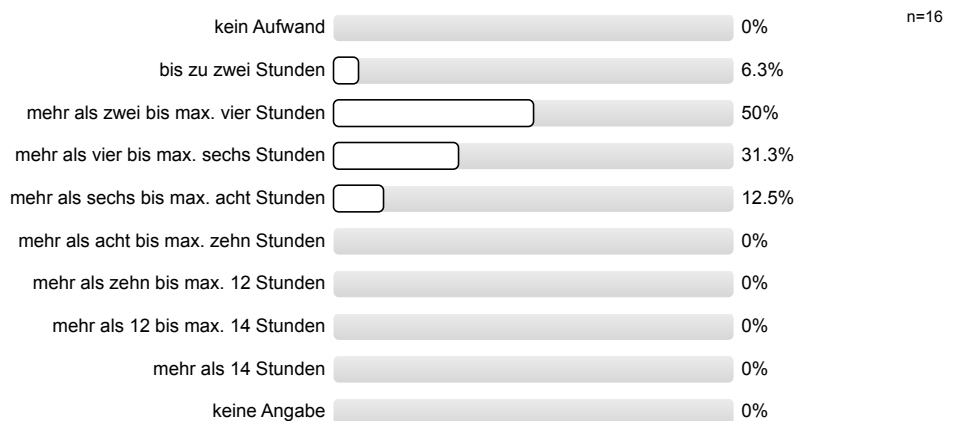 kein Aufwand 0% n=16
bis zu zwei Stunden 6.3%
mehr als zwei bis max. vier Stunden 50%
mehr als vier bis max. sechs Stunden 31.3%
mehr als sechs bis max. acht Stunden 12.5%
mehr als acht bis max. zehn Stunden 0%
mehr als zehn bis max. 12 Stunden 0%
mehr als 12 bis max. 14 Stunden 0%
mehr als 14 Stunden 0%
keine Angabe 0%